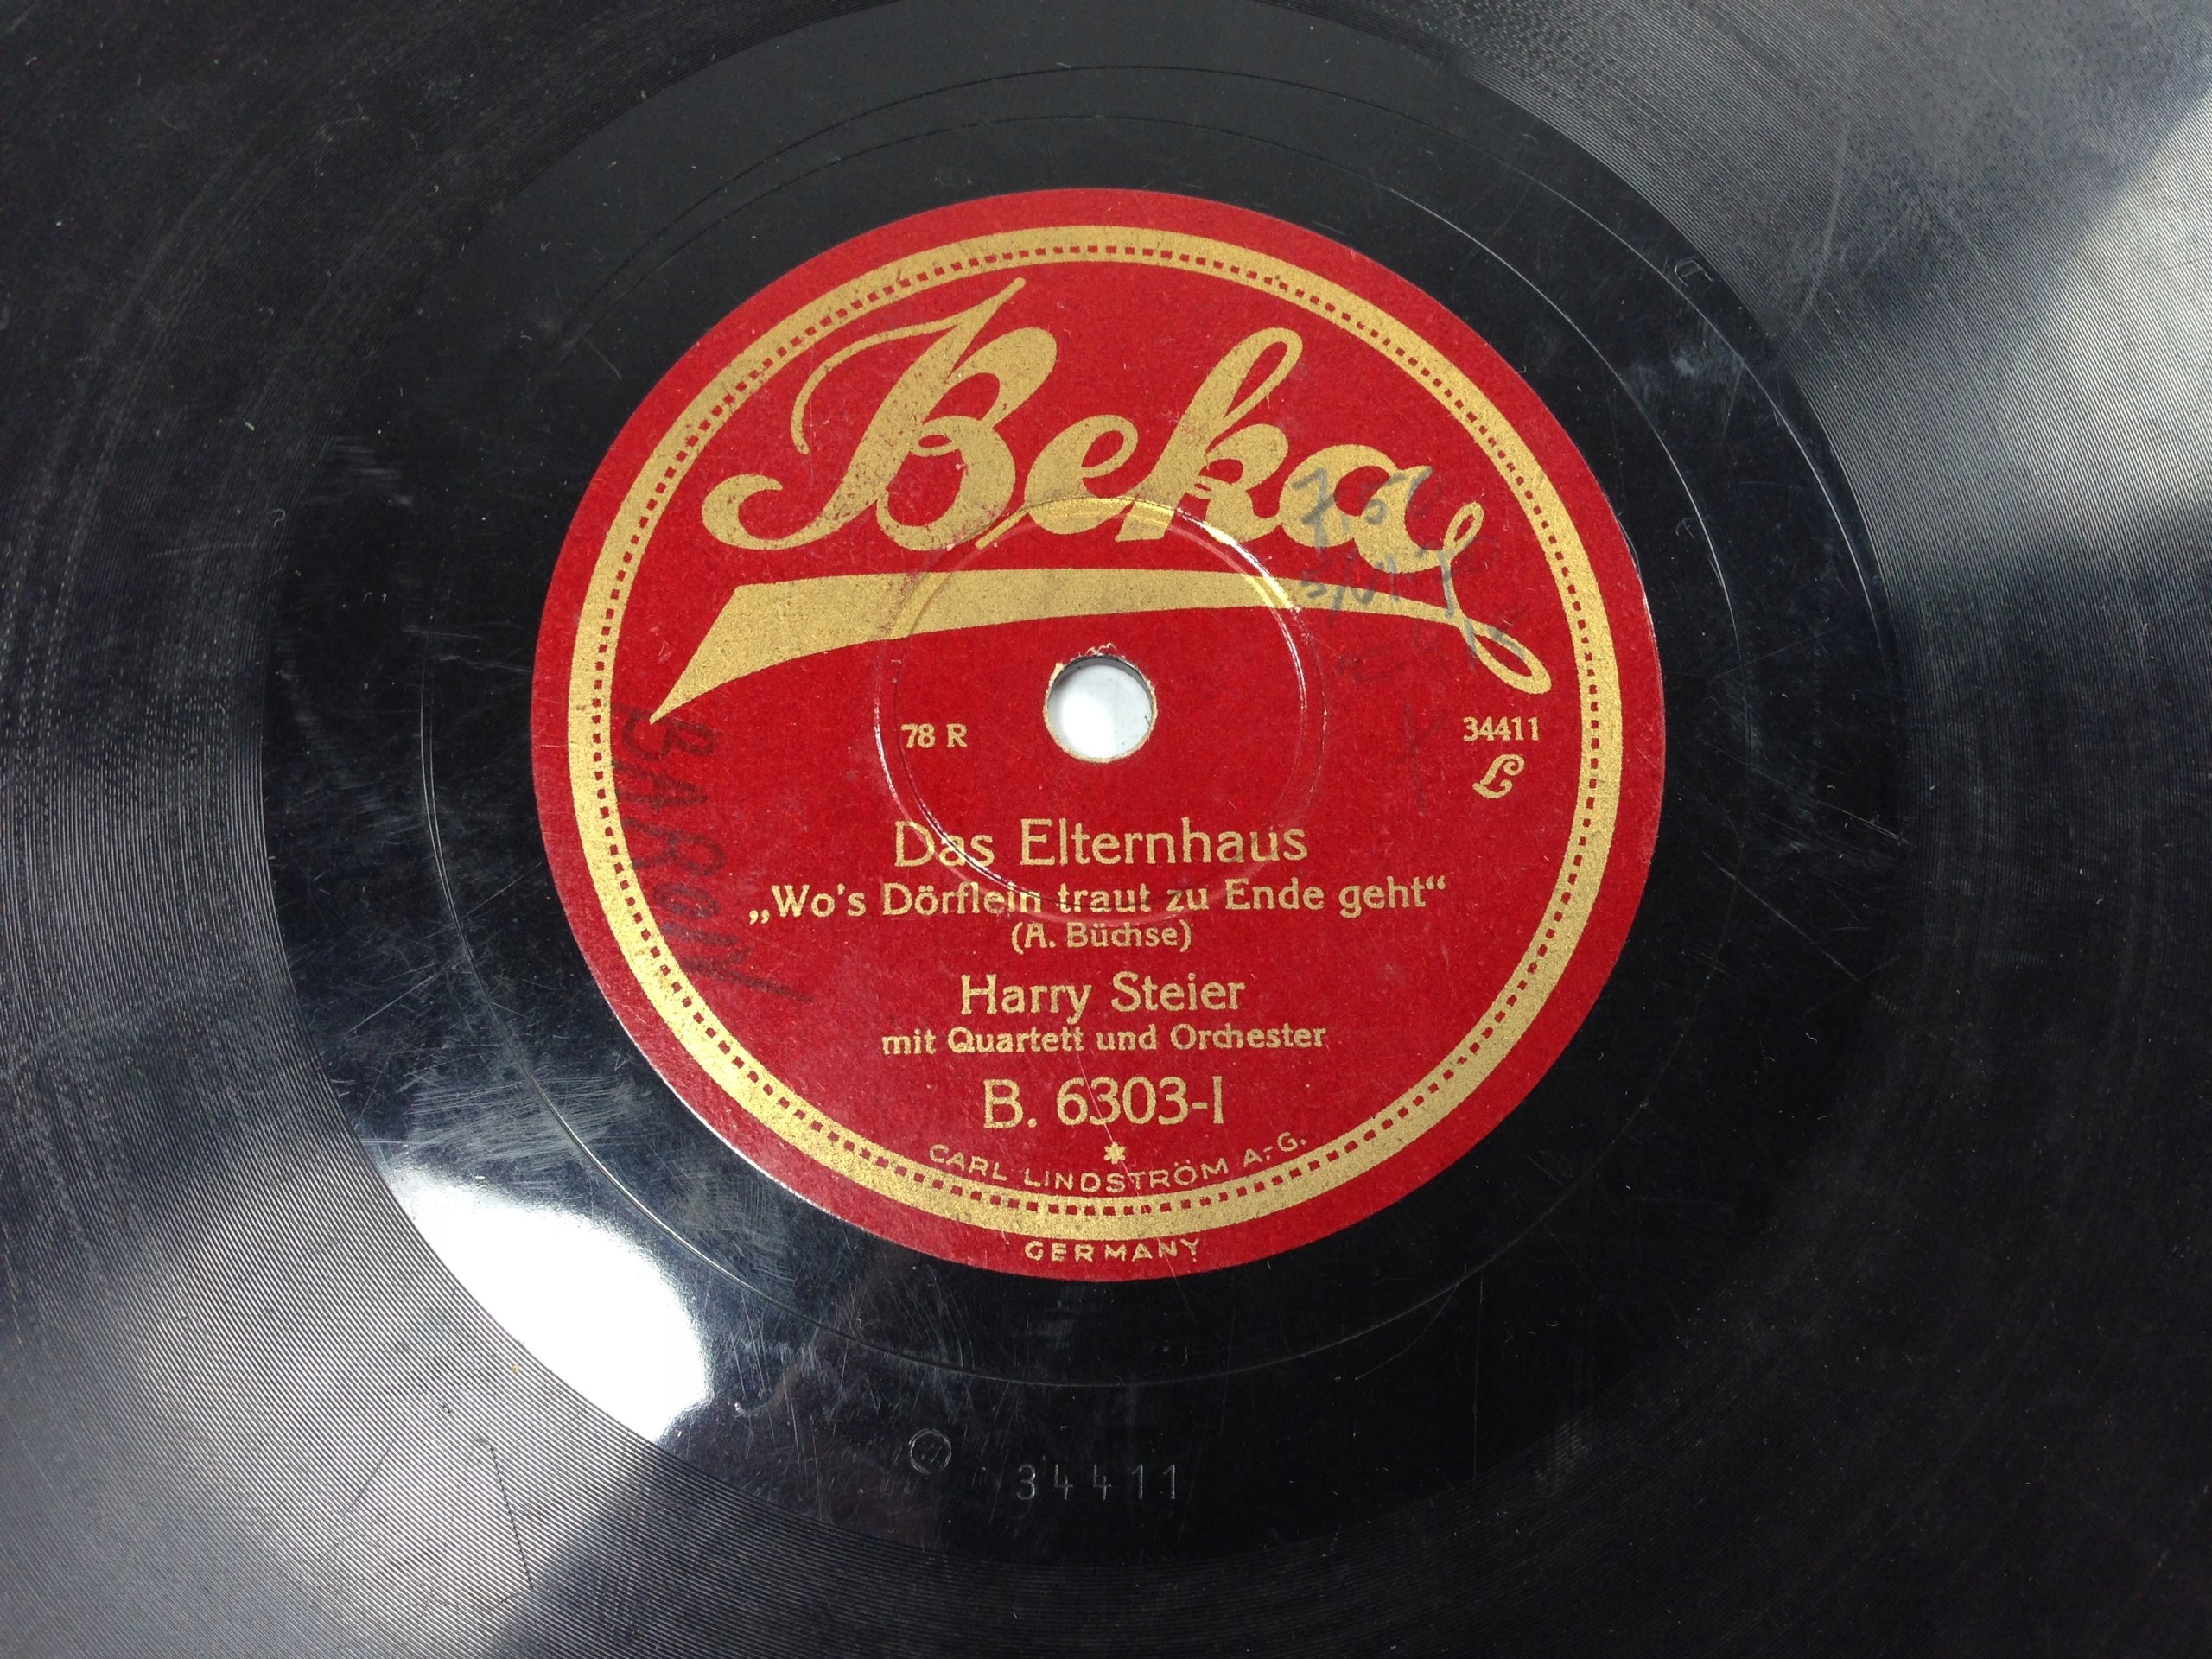 Beka
78 R
34411
L
Das Elternhaus
„Wo's Dörflein traut zu Ende geht“
(A. Büchse)
Harry Steier
mit Quartett und Orchester
B. 6303-I
CARL LINDSTRÖM A.-G.
GERMANY
BARON
34411